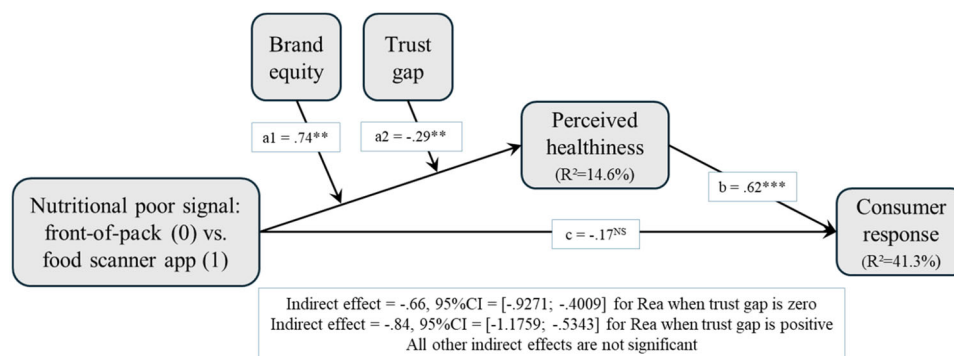 Brand
equity
Trust
gap
a1 = .74**
a2 = -.29**
Perceived
healthiness
(R²=14.6%)
b = .62***
Nutritional poor signal:
front-of-pack (0) vs.
food scanner app (1)
c = -.17ᴺˢ
Consumer
response
(R²=41.3%)
Indirect effect = -.66, 95%CI = [-.9271; -.4009] for Rea when trust gap is zero
Indirect effect = -.84, 95%CI = [-1.1759; -.5343] for Rea when trust gap is positive
All other indirect effects are not significant